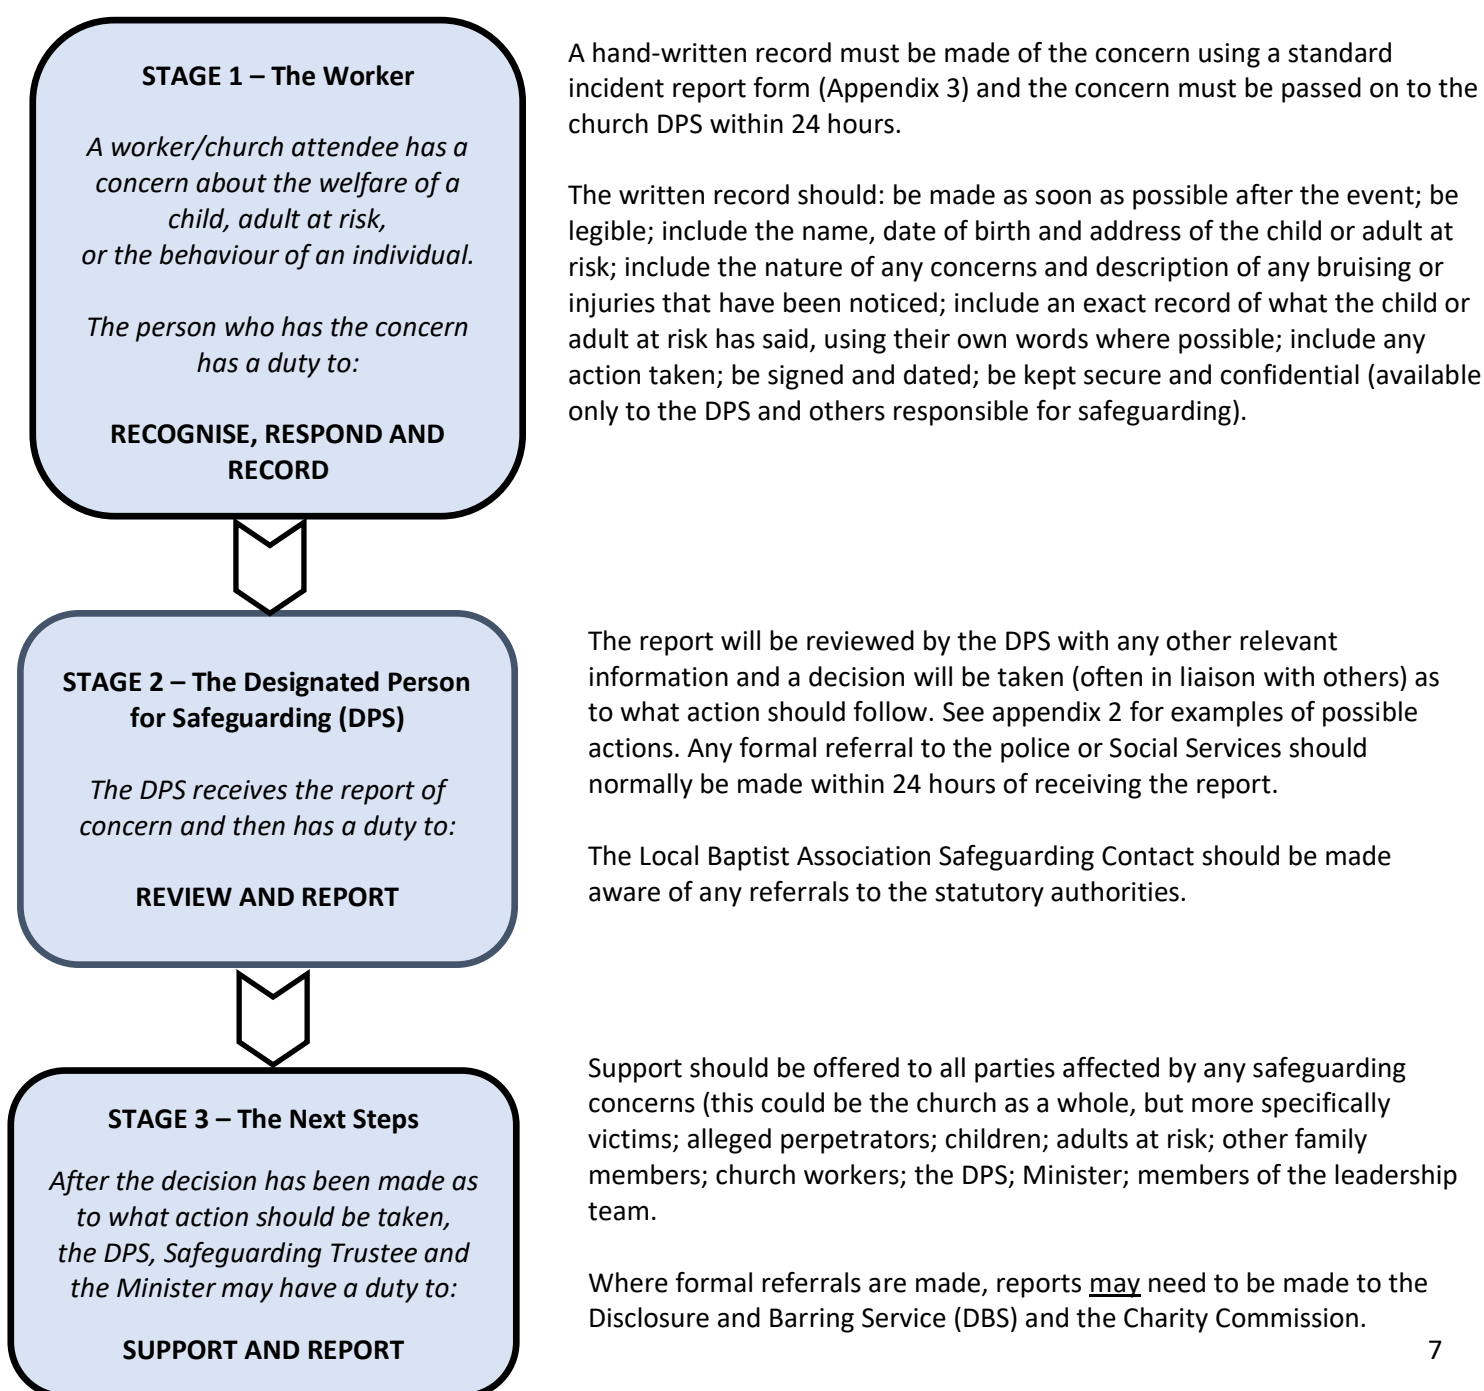 STAGE 1 – The Worker
A worker/church attendee has a
concern about the welfare of a
child, adult at risk,
or the behaviour of an individual.
The person who has the concern
has a duty to:
RECOGNISE, RESPOND AND
RECORD
A hand-written record must be made of the concern using a standard
incident report form (Appendix 3) and the concern must be passed on to the
church DPS within 24 hours.
The written record should: be made as soon as possible after the event; be
legible; include the name, date of birth and address of the child or adult at
risk; include the nature of any concerns and description of any bruising or
injuries that have been noticed; include an exact record of what the child or
adult at risk has said, using their own words where possible; include any
action taken; be signed and dated; be kept secure and confidential (available
only to the DPS and others responsible for safeguarding).
STAGE 2 – The Designated Person
for Safeguarding (DPS)
The DPS receives the report of
concern and then has a duty to:
REVIEW AND REPORT
The report will be reviewed by the DPS with any other relevant
information and a decision will be taken (often in liaison with others) as
to what action should follow. See appendix 2 for examples of possible
actions. Any formal referral to the police or Social Services should
normally be made within 24 hours of receiving the report.
The Local Baptist Association Safeguarding Contact should be made
aware of any referrals to the statutory authorities.
STAGE 3 – The Next Steps
After the decision has been made as
to what action should be taken,
the DPS, Safeguarding Trustee and
the Minister may have a duty to:
SUPPORT AND REPORT
Support should be offered to all parties affected by any safeguarding
concerns (this could be the church as a whole, but more specifically
victims; alleged perpetrators; children; adults at risk; other family
members; church workers; the DPS; Minister; members of the leadership
team.
Where formal referrals are made, reports may need to be made to the
Disclosure and Barring Service (DBS) and the Charity Commission.
7